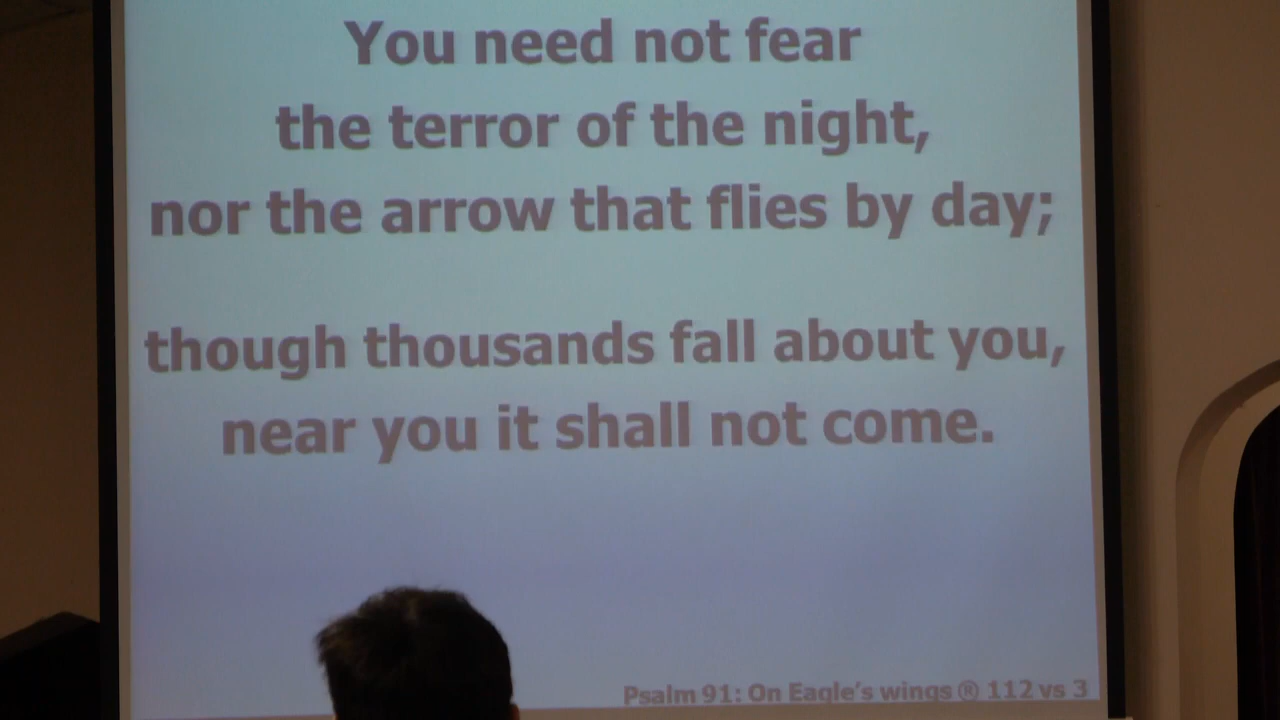 You need not fear
the terror of the night,
nor the arrow that flies by day;
though thousands fall about you,
near you it shall not come.
Psalm 91: On Eagle's wings ® 112 vs 3